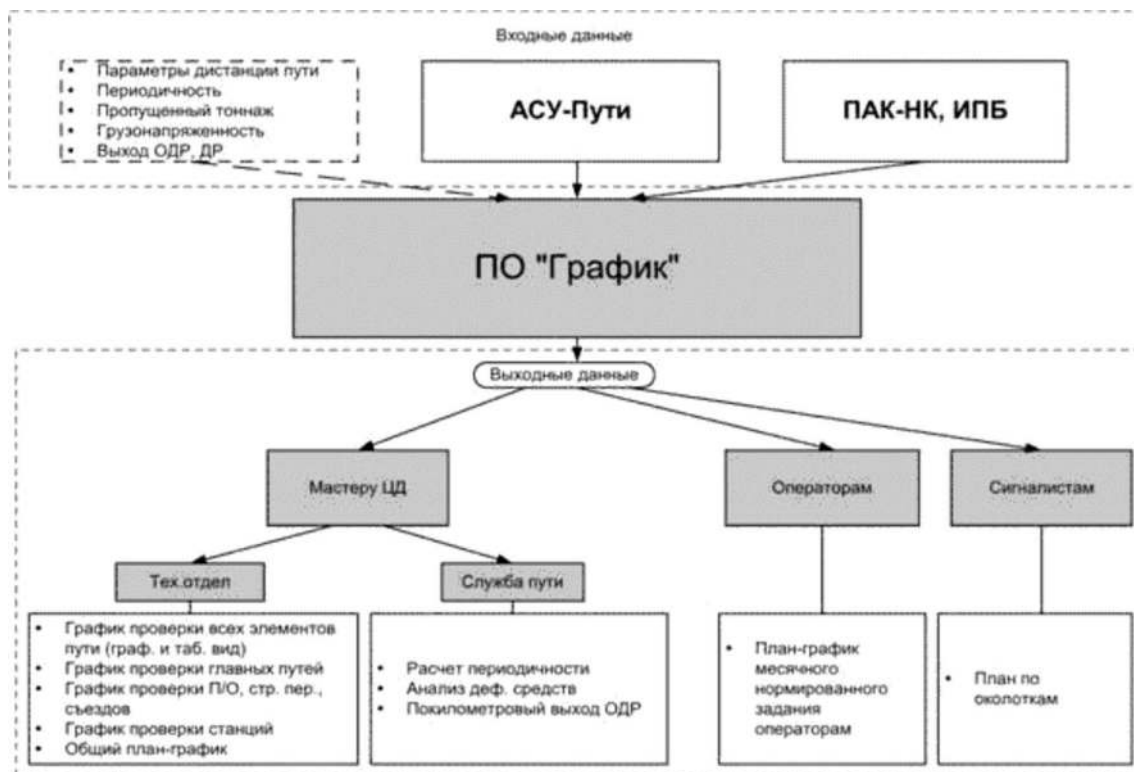 Входные данные
• Параметры дистанции пути
• Периодичность
• Пропущенный тоннаж
• Грузонапряженность
• Выход ОДР, ДР
АСУ-Пути
ПАК-НК, ИПБ
ПО "График"
Выходные данные
Мастеру ЦД
Операторам
Сигналистам
Тех.отдел
Служба пути
• График проверки всех элементов
пути (граф. и таб. вид)
• График проверки главных путей
• График проверки П/О, стр. пер.,
съездов
• График проверки станций
• Общий план-график
• Расчет периодичности
• Анализ деф. средств
• Покилометровый выход ОДР
• План-график
месячного
нормированного
задания
операторам
• План по
околоткам